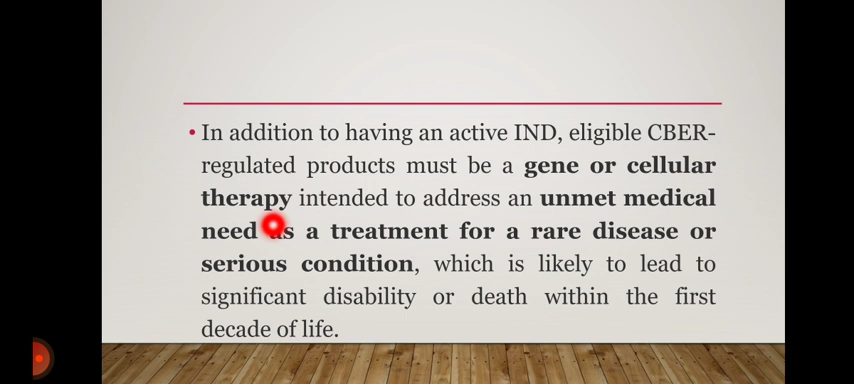 • In addition to having an active IND, eligible CBER-
regulated products must be a gene or cellular
therapy intended to address an unmet medical
need as a treatment for a rare disease or
serious condition, which is likely to lead to
significant disability or death within the first
decade of life.